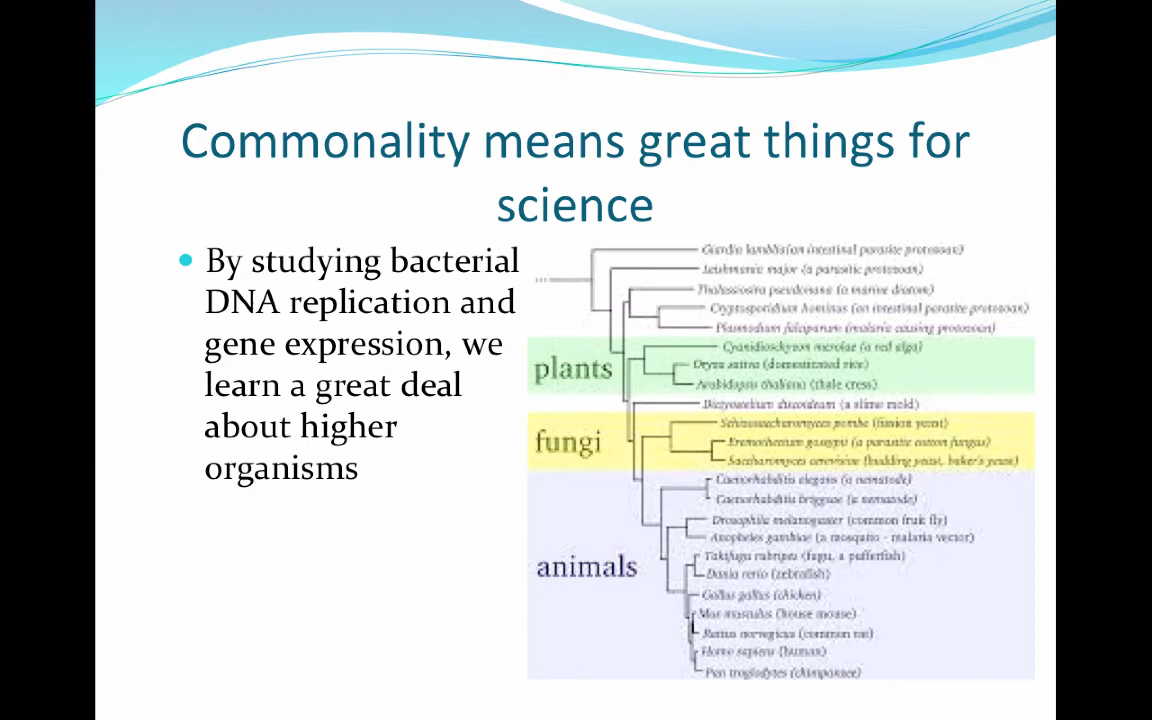 Commonality means great things for
science
By studying bacterial
DNA replication and
gene expression, we
learn a great deal
about higher
organisms
Giardia lamblia(an intestinal parasite protozoan)
Leishmania major (a parasitic protozoan)
Thalassiosira pseudonana (a marine diatom)
Cryptosporidium hominus (an intestinal parasite protozoan)
Plasmodium falciparum (malaria causing protozoan)
plants
Cyanidioschyzon merolae (a red alga)
Oryza sativa (domesticated rice)
Arabidopsis thaliana (thale cress)
Dictyostelium discoideum (a slime mold)
fungi
Schizosaccharomyces pombe (fission yeast)
Eremothecium gossypii (a parasitic cotton fungus)
Saccharomyces cerevisiae (budding yeast, baker's yeast)
animals
Caenorhabditis elegans (a nematode)
Caenorhabditis briggsae (a nematode)
Drosophila melanogaster (common fruit fly)
Anopheles gambiae (a mosquito - malaria vector)
Takifugu rubripes (fugu, a pufferfish)
Danio rerio (zebrafish)
Gallus gallus (chicken)
Mus musculus (house mouse)
Rattus norvegicus (common rat)
Homo sapiens (human)
Pan troglodytes (chimpanzee)